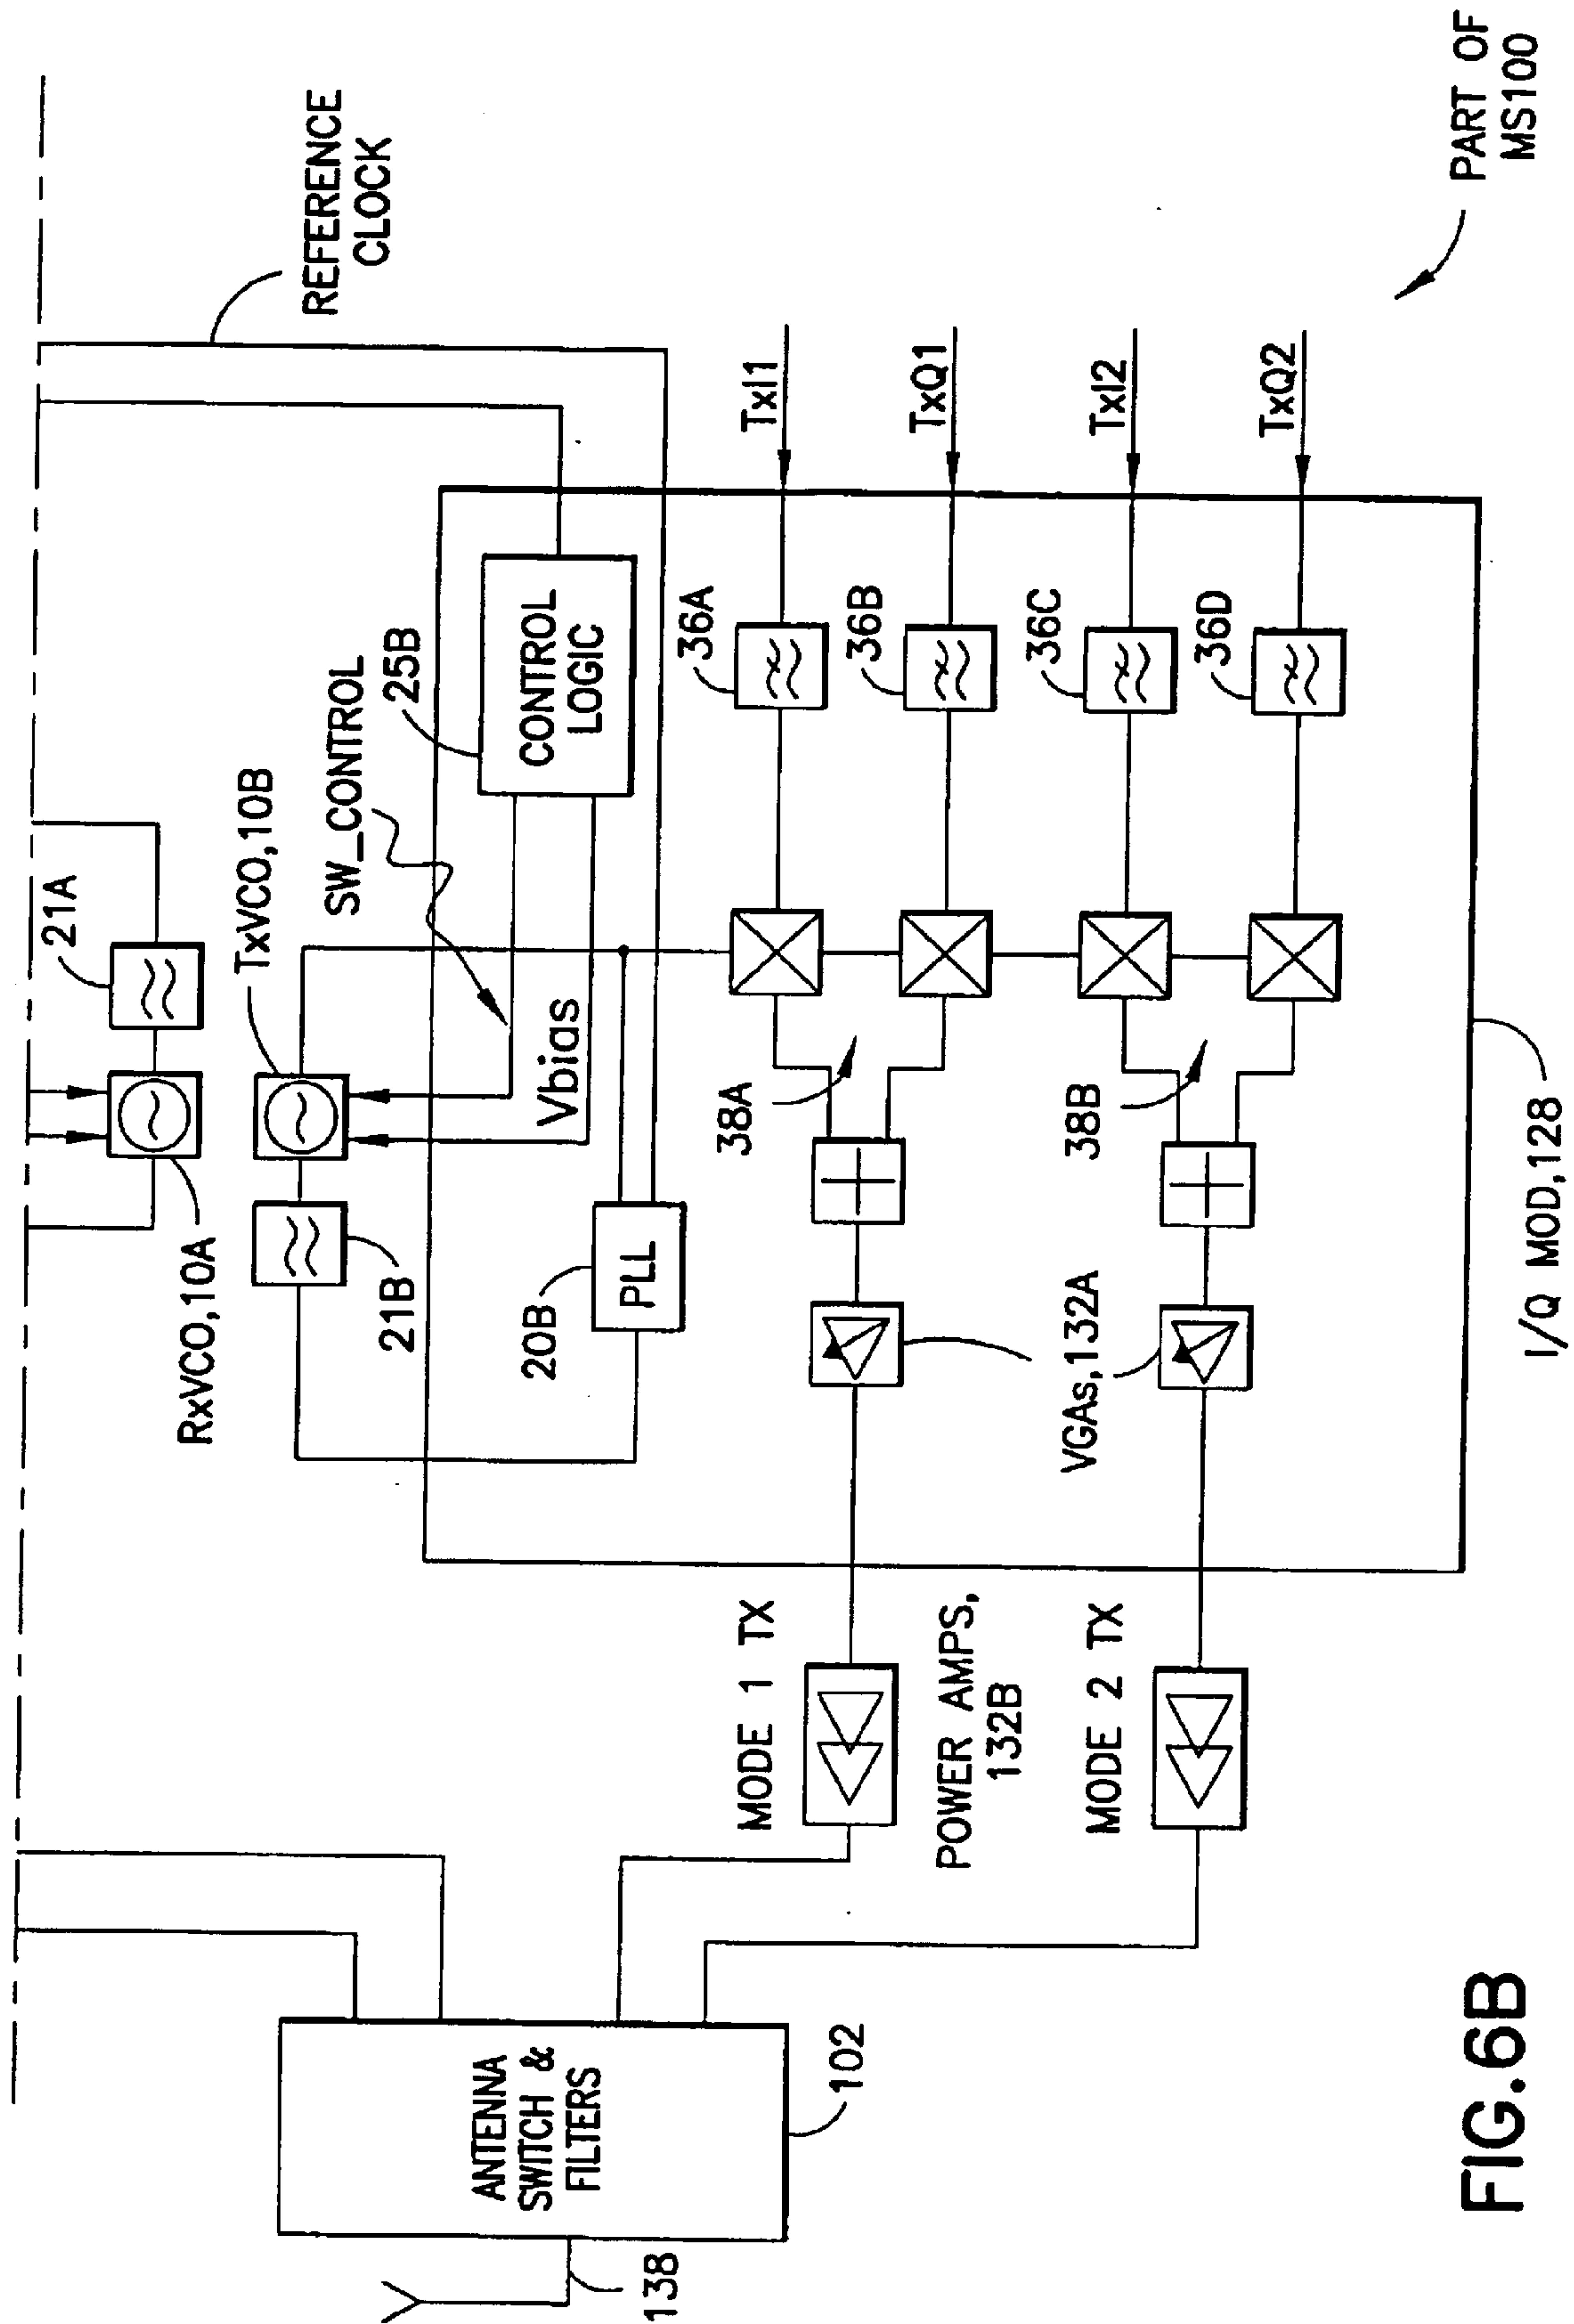 REFERENCE
CLOCK
PART OF
MS100
21A
RxVCO,10A
TxVCO,10B
21B
SW_CONTROL
25B
CONTROL
LOGIC
Vbias
20B
PLL
TxI1
TxQ1
TxI2
TxQ2
36A
36B
36C
36D
38A
38B
VGAs,132A
I/Q MOD,128
MODE 1 TX
POWER AMPS,
132B
MODE 2 TX
ANTENNA
SWITCH &
FILTERS
102
138
FIG.6B